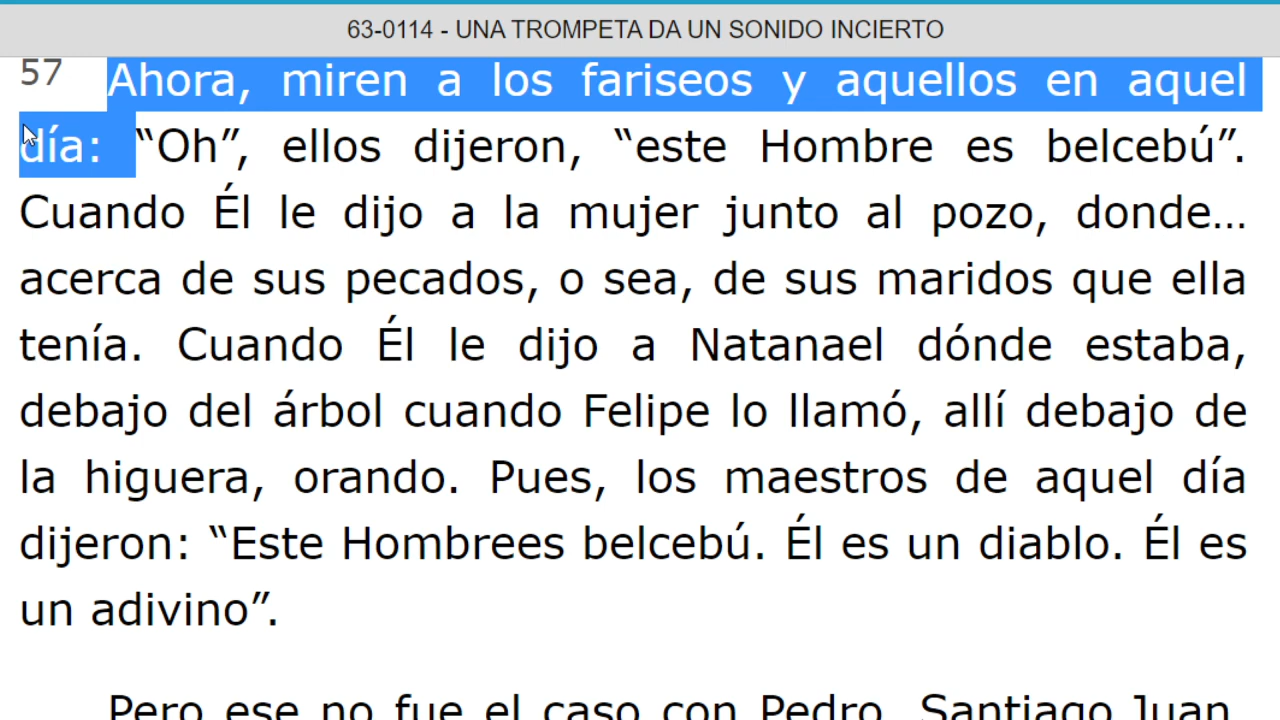 63-0114 - UNA TROMPETA DA UN SONIDO INCIERTO
57 Ahora, miren a los fariseos y aquellos en aquel
día: “Oh”, ellos dijeron, “este Hombre es belcebú”.
Cuando Él le dijo a la mujer junto al pozo, donde…
acerca de sus pecados, o sea, de sus maridos que ella
tenía. Cuando Él le dijo a Natanael dónde estaba,
debajo del árbol cuando Felipe lo llamó, allí debajo de
la higuera, orando. Pues, los maestros de aquel día
dijeron: “Este Hombrees belcebú. Él es un diablo. Él es
un adivino”.
Pero ese no fue el caso con Pedro, Santiago Juan,